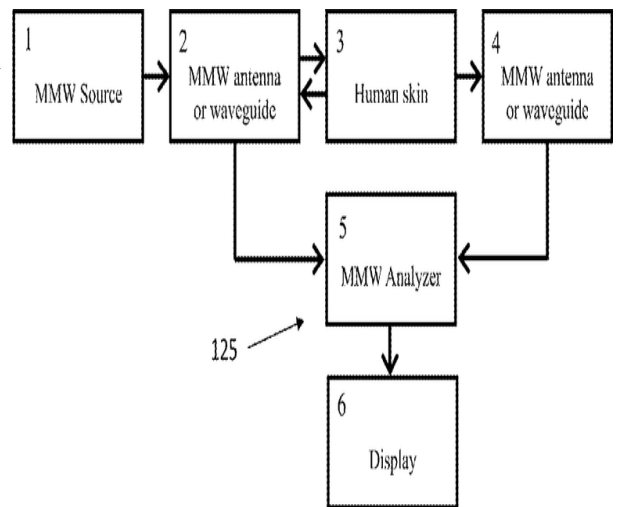 1
MMW Source
2
MMW antenna
or waveguide
3
Human skin
4
MMW antenna
or waveguide
5
MMW Analyzer
125
6
Display